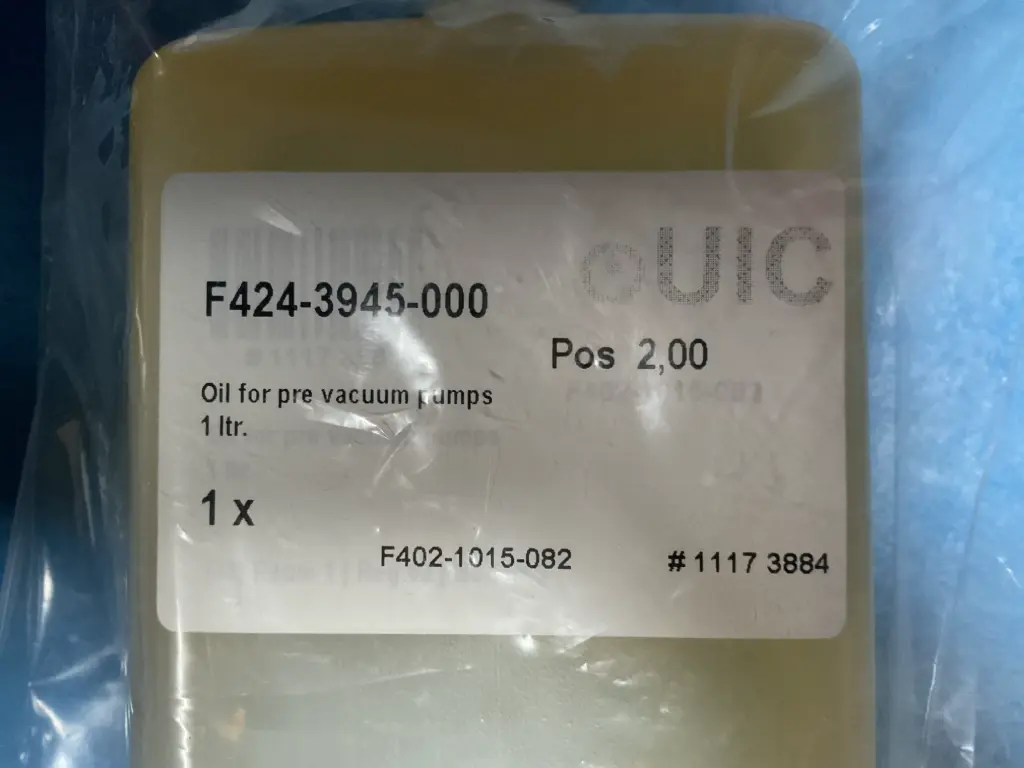 UIC
F424-3945-000
Pos 2,00
Oil for pre vacuum pumps
1 ltr.
1 x
F402-1015-082 # 1117 3884